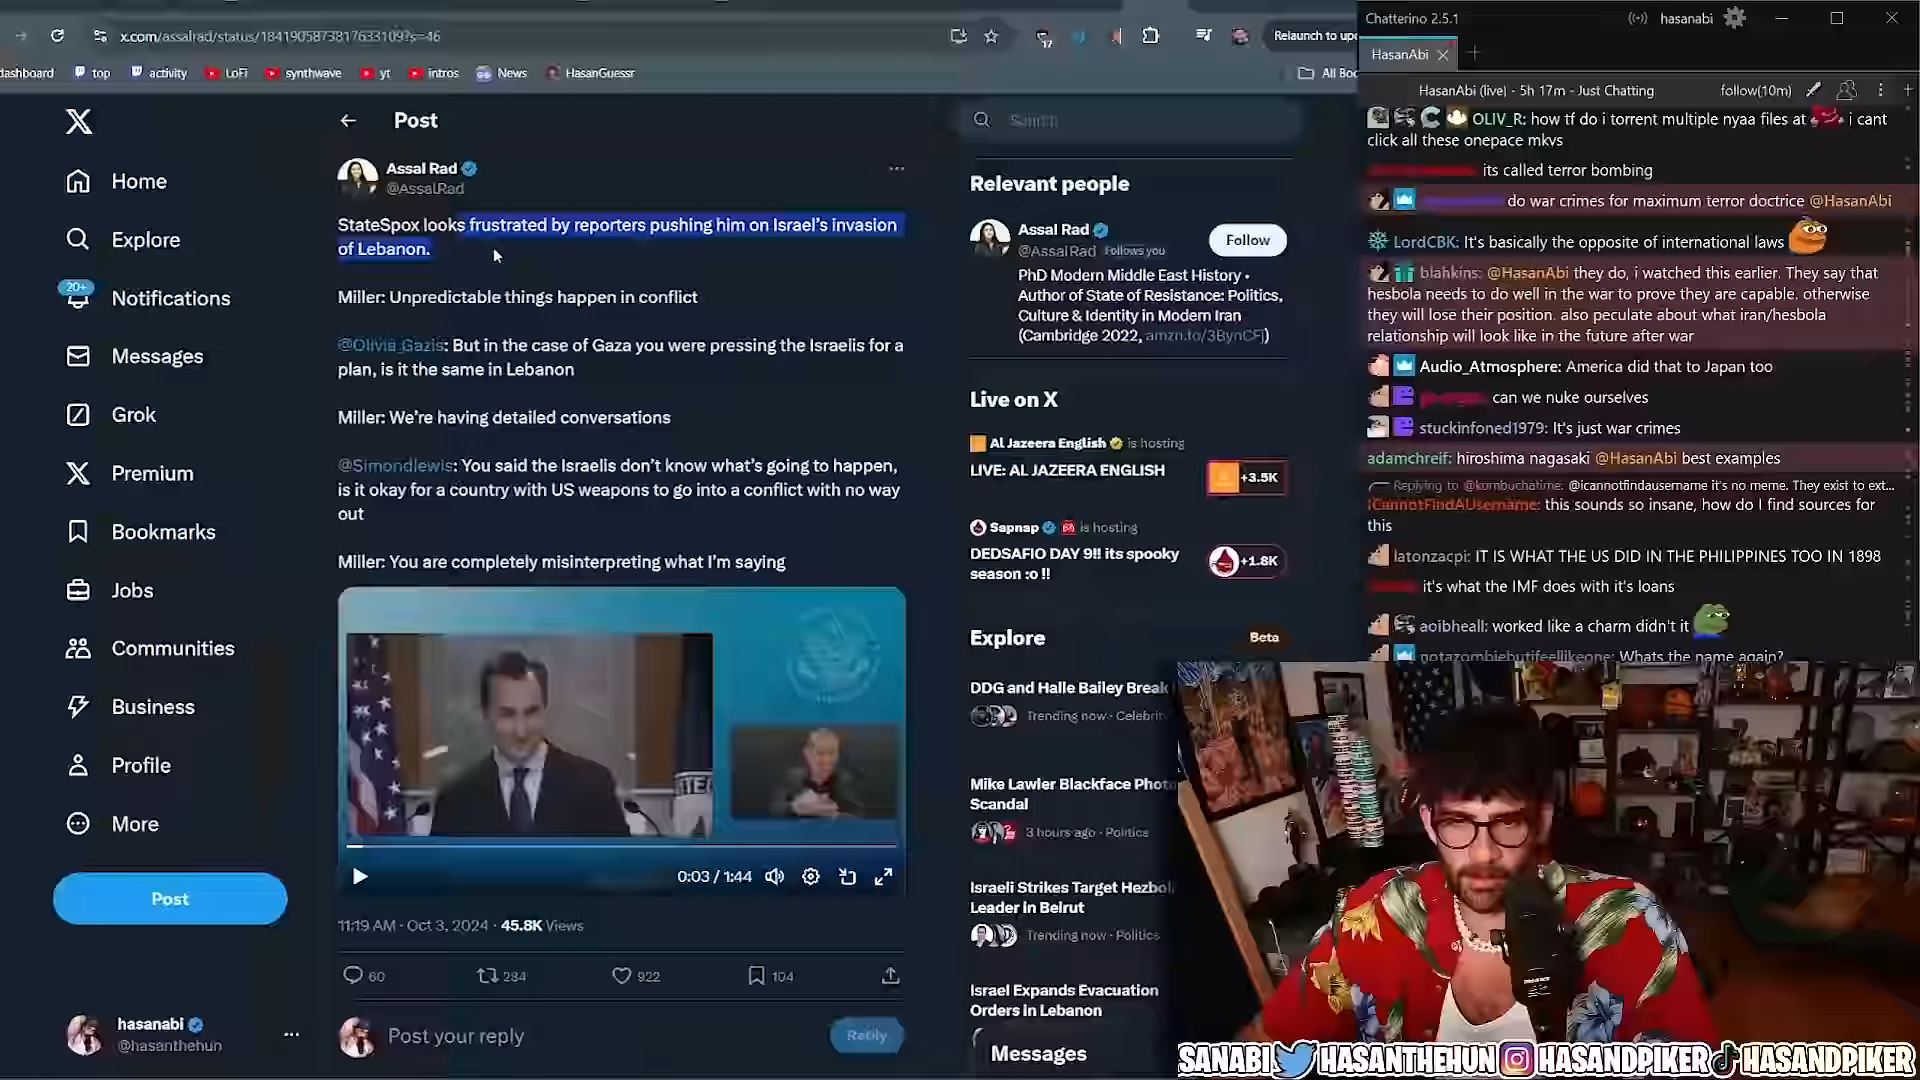 x.com/assalrad/status/1841905873817633109?s=46
17
Relaunch to up
dashboard
top
activity
LoFi
synthwave
yt
intros
News
HasanGuessr
All Boo
Home
Explore
20+
Notifications
Messages
Grok
Premium
Bookmarks
Jobs
Communities
Business
Profile
More
Post
hasanabi
@hasanthehun
Post
Assal Rad
@AssalRad
StateSpox looks frustrated by reporters pushing him on Israel's invasion
of Lebanon.
Miller: Unpredictable things happen in conflict
@Olivia_Gazis: But in the case of Gaza you were pressing the Israelis for a
plan, is it the same in Lebanon
Miller: We're having detailed conversations
@Simondlewis: You said the Israelis don't know what's going to happen,
is it okay for a country with US weapons to go into a conflict with no way
out
Miller: You are completely misinterpreting what I'm saying
0:03 / 1:44
11:19 AM · Oct 3, 2024 · 45.8K Views
60
284
922
104
Post your reply
Reply
Search
Relevant people
Assal Rad
@AssalRad Follows you
Follow
PhD Modern Middle East History •
Author of State of Resistance: Politics,
Culture & Identity in Modern Iran
(Cambridge 2022, amzn.to/3BynCFj)
Live on X
Al Jazeera English is hosting
LIVE: AL JAZEERA ENGLISH
+3.5K
Sapnap is hosting
DEDSAFIO DAY 9!! its spooky
season :o !!
+1.8K
Explore
Beta
DDG and Halle Bailey Break
Trending now · Celebrit
Mike Lawler Blackface Photo
Scandal
3 hours ago · Politics
Israeli Strikes Target Hezbol
Leader in Beirut
Trending now · Politics
Israel Expands Evacuation
Orders in Lebanon
Messages
Chatterino 2.5.1
hasanabi
HasanAbi
HasanAbi (live) - 5h 17m - Just Chatting
follow(10m)
OLIV_R: how tf do i torrent multiple nyaa files at i cant
click all these onepace mkvs
its called terror bombing
do war crimes for maximum terror doctrice @HasanAbi
LordCBK: It's basically the opposite of international laws
blahkins: @HasanAbi they do, i watched this earlier. They say that
hesbola needs to do well in the war to prove they are capable. otherwise
they will lose their position. also peculate about what iran/hesbola
relationship will look like in the future after war
Audio_Atmosphere: America did that to Japan too
can we nuke ourselves
stuckinfoned1979: It's just war crimes
adamchreif: hiroshima nagasaki @HasanAbi best examples
Replying to @kombuchatime: @icannotfindausername it's no meme. They exist to ext...
ICannotFindAUsername: this sounds so insane, how do I find sources for
this
latonzacpi: IT IS WHAT THE US DID IN THE PHILIPPINES TOO IN 1898
it's what the IMF does with it's loans
aoibheall: worked like a charm didn't it
notazombiebutifeellikeone: Whats the name again?
SANABI HASANTHEHUN HASANDPIKER HASANDPIKER